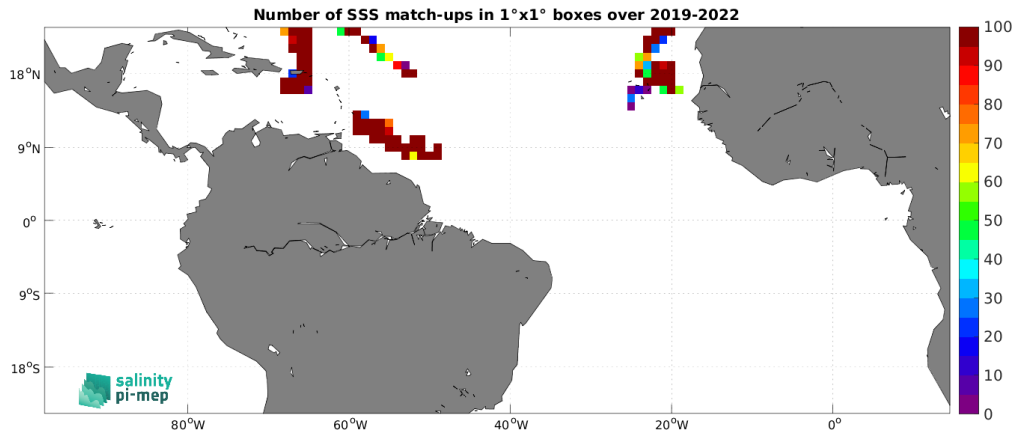 Number of SSS match-ups in 1°x1° boxes over 2019-2022
100
90
80
70
60
50
40
30
20
10
0
18°N
9°N
0°
9°S
18°S
salinity
pi-mep
80°W
60°W
40°W
20°W
0°